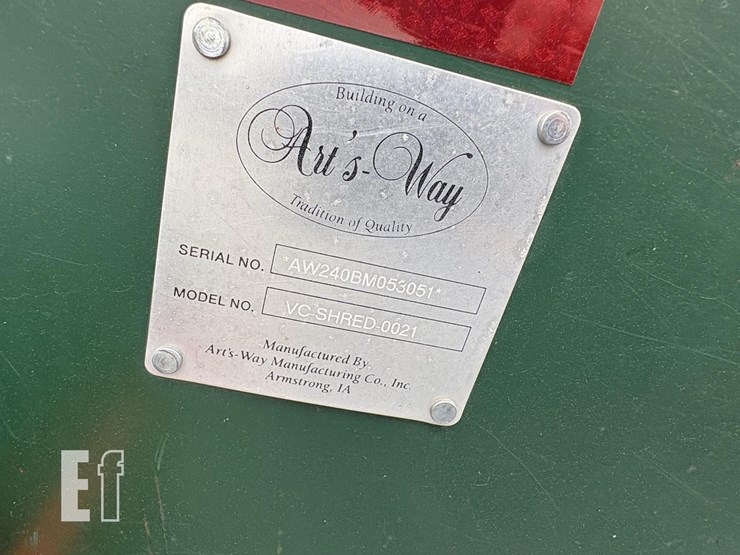 Building on a
Art's-Way
Tradition of Quality
SERIAL NO. *AW240BM053051*
MODEL NO. VC-SHRED-0021
Manufactured By
Art's-Way Manufacturing Co., Inc.
Armstrong, IA
Ef